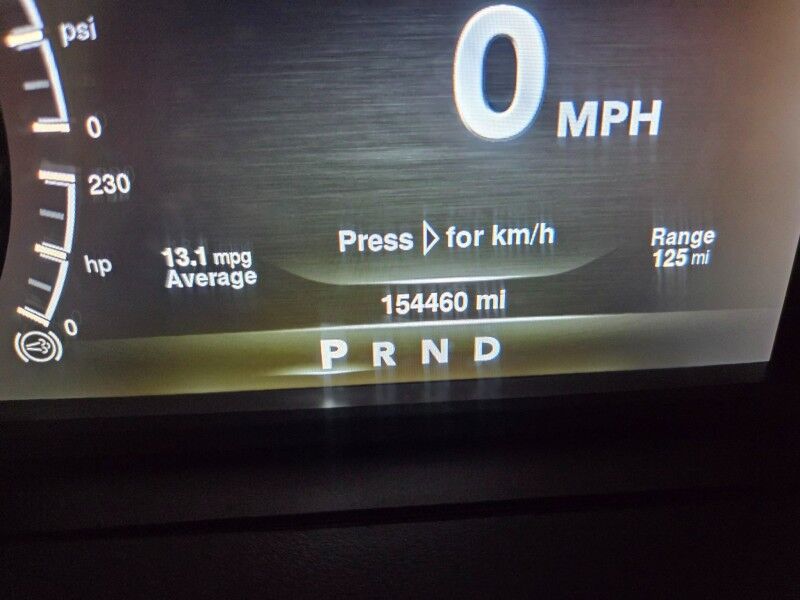 psi
0
230
hp
0
0 MPH
Press ▷ for km/h
13.1 mpg
Average
Range
125 mi
154460 mi
P R N D